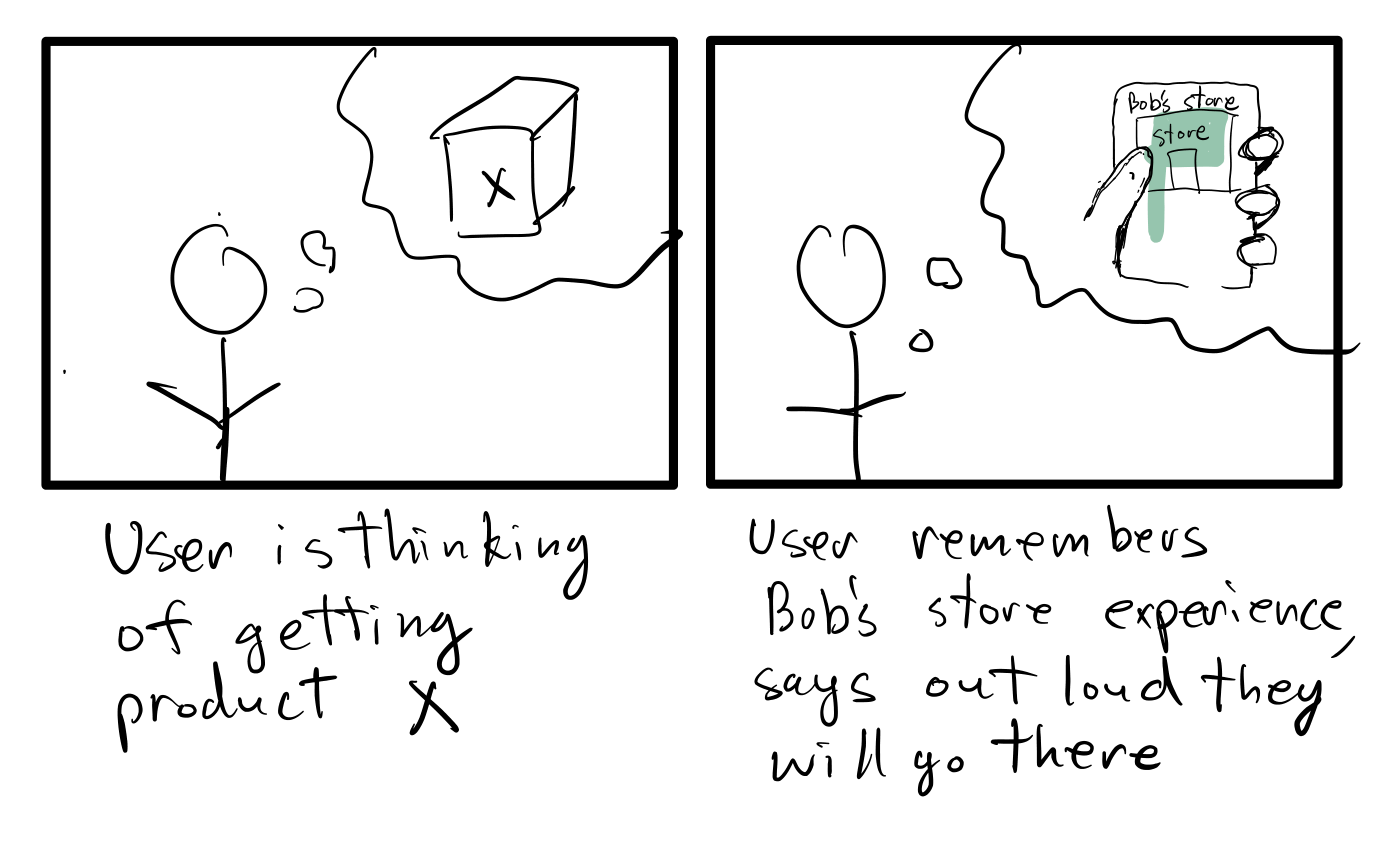 X
User is thinking
of getting
product X
Bob's store
store
User remembers
Bob's store experience,
says out loud they
will go there